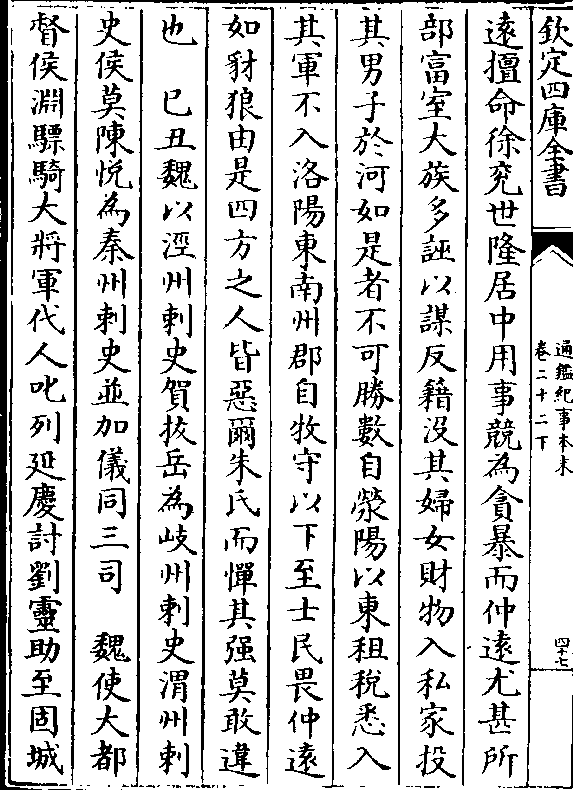 欽定四庫全書
通鑑紀事本末
卷二十二下
四十七
遠擅命徐兖世隆居中用事競為貪暴而仲遠尤甚所
部富室大族多誣以謀反籍没其婦女財物入私家投
其男子於河如是者不可勝數自滎陽以東租稅悉入
其軍不入洛陽東南州郡自牧守以下至士民畏仲遠
如豺狼由是四方之人皆惡爾朱氏而憚其强莫敢違
也　己丑魏以涇州刺史賀拔岳為岐州刺史渭州刺
史侯莫陳悅為秦州刺史並加儀同三司　魏使大都
督侯淵驃騎大將軍代人叱列延慶討劉靈助至固城